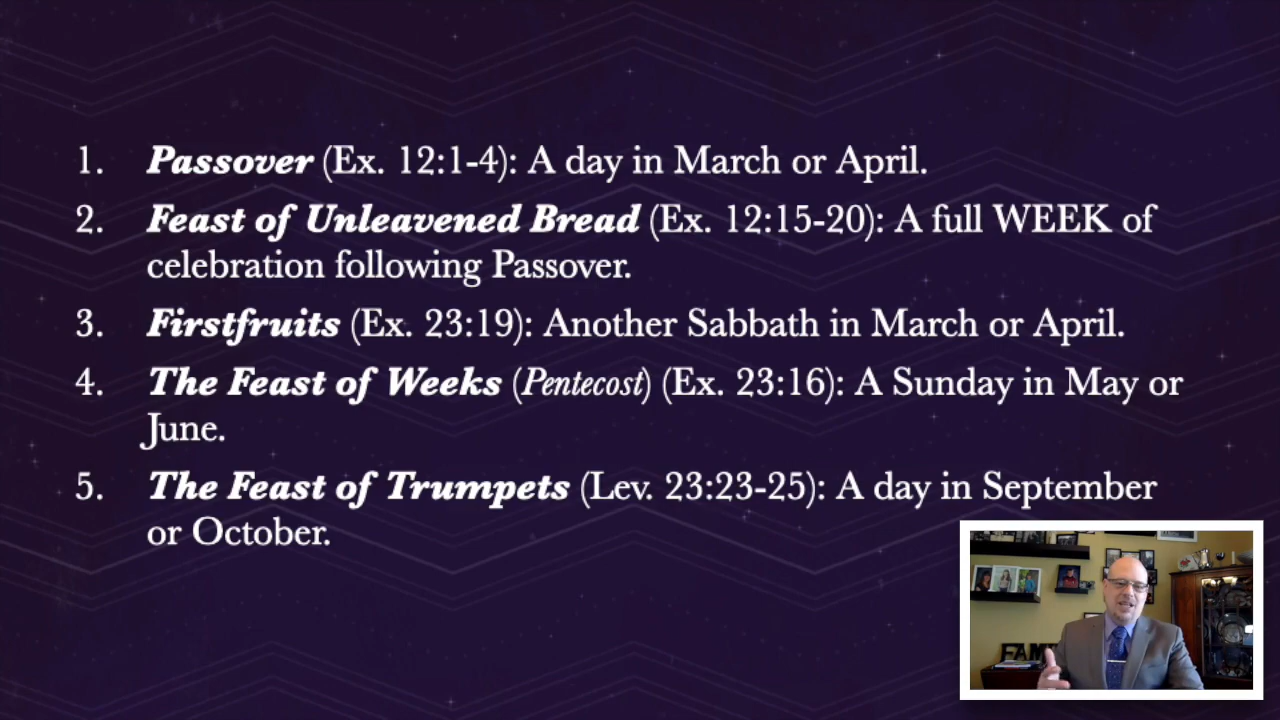 1. Passover (Ex. 12:1-4): A day in March or April.
2. Feast of Unleavened Bread (Ex. 12:15-20): A full WEEK of
celebration following Passover.
3. Firstfruits (Ex. 23:19): Another Sabbath in March or April.
4. The Feast of Weeks (Pentecost) (Ex. 23:16): A Sunday in May or
June.
5. The Feast of Trumpets (Lev. 23:23-25): A day in September
or October.
FAM